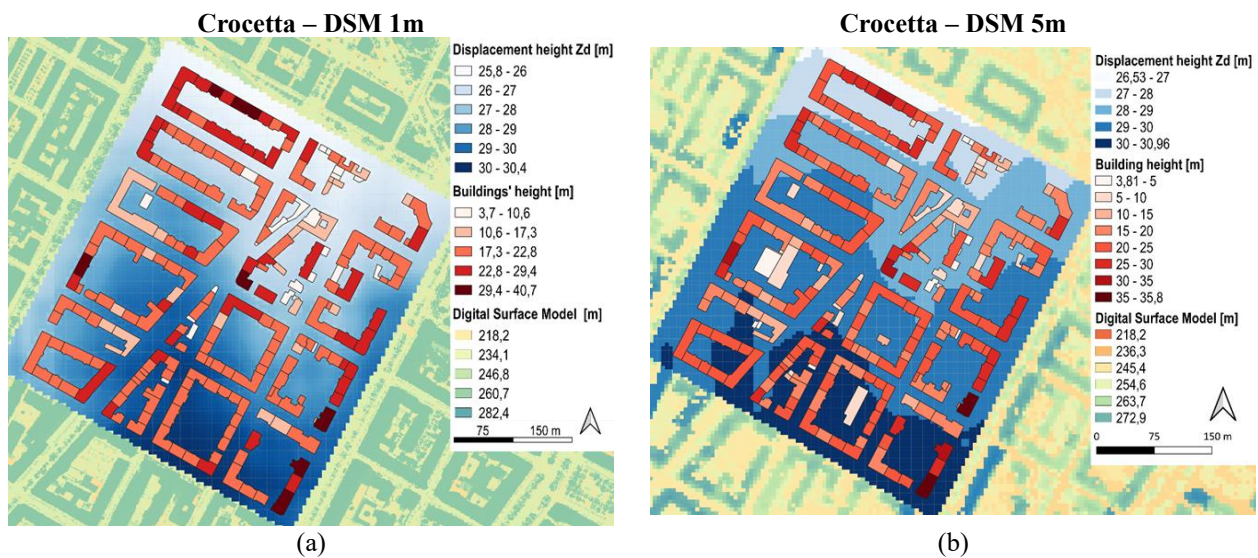 Crocetta – DSM 1m
Displacement height Zd [m]
25,8 - 26
26 - 27
27 - 28
28 - 29
29 - 30
30 - 30,4
Buildings' height [m]
3,7 - 10,6
10,6 - 17,3
17,3 - 22,8
22,8 - 29,4
29,4 - 40,7
Digital Surface Model [m]
218,2
234,1
246,8
260,7
282,4
75 150 m
(a)
Crocetta – DSM 5m
Displacement height Zd [m]
26,53 - 27
27 - 28
28 - 29
29 - 30
30 - 30,96
Building height [m]
3,81 - 5
5 - 10
10 - 15
15 - 20
20 - 25
25 - 30
30 - 35
35 - 35,8
Digital Surface Model [m]
218,2
236,3
245,4
254,6
263,7
272,9
0 75 150 m
(b)